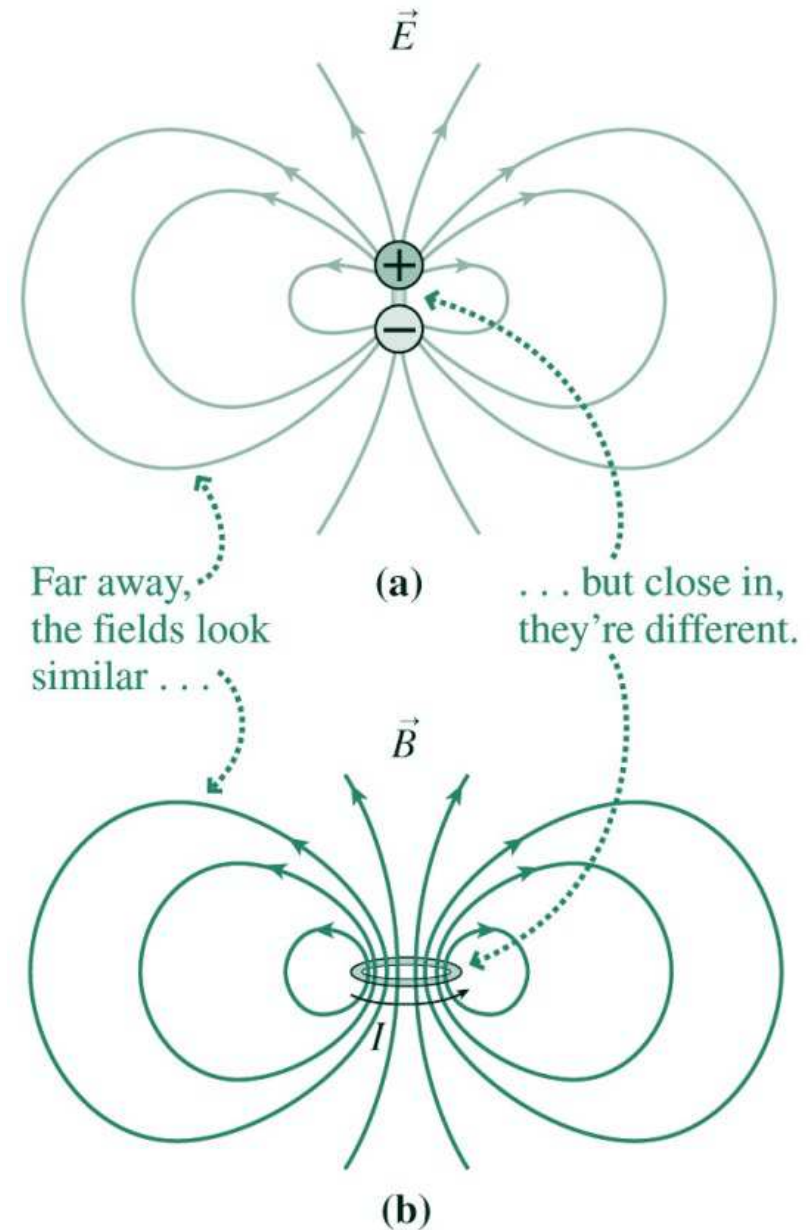 E⃗
+
−
Far away,
the fields look
similar . . .
(a)
. . . but close in,
they're different.
B⃗
I
(b)